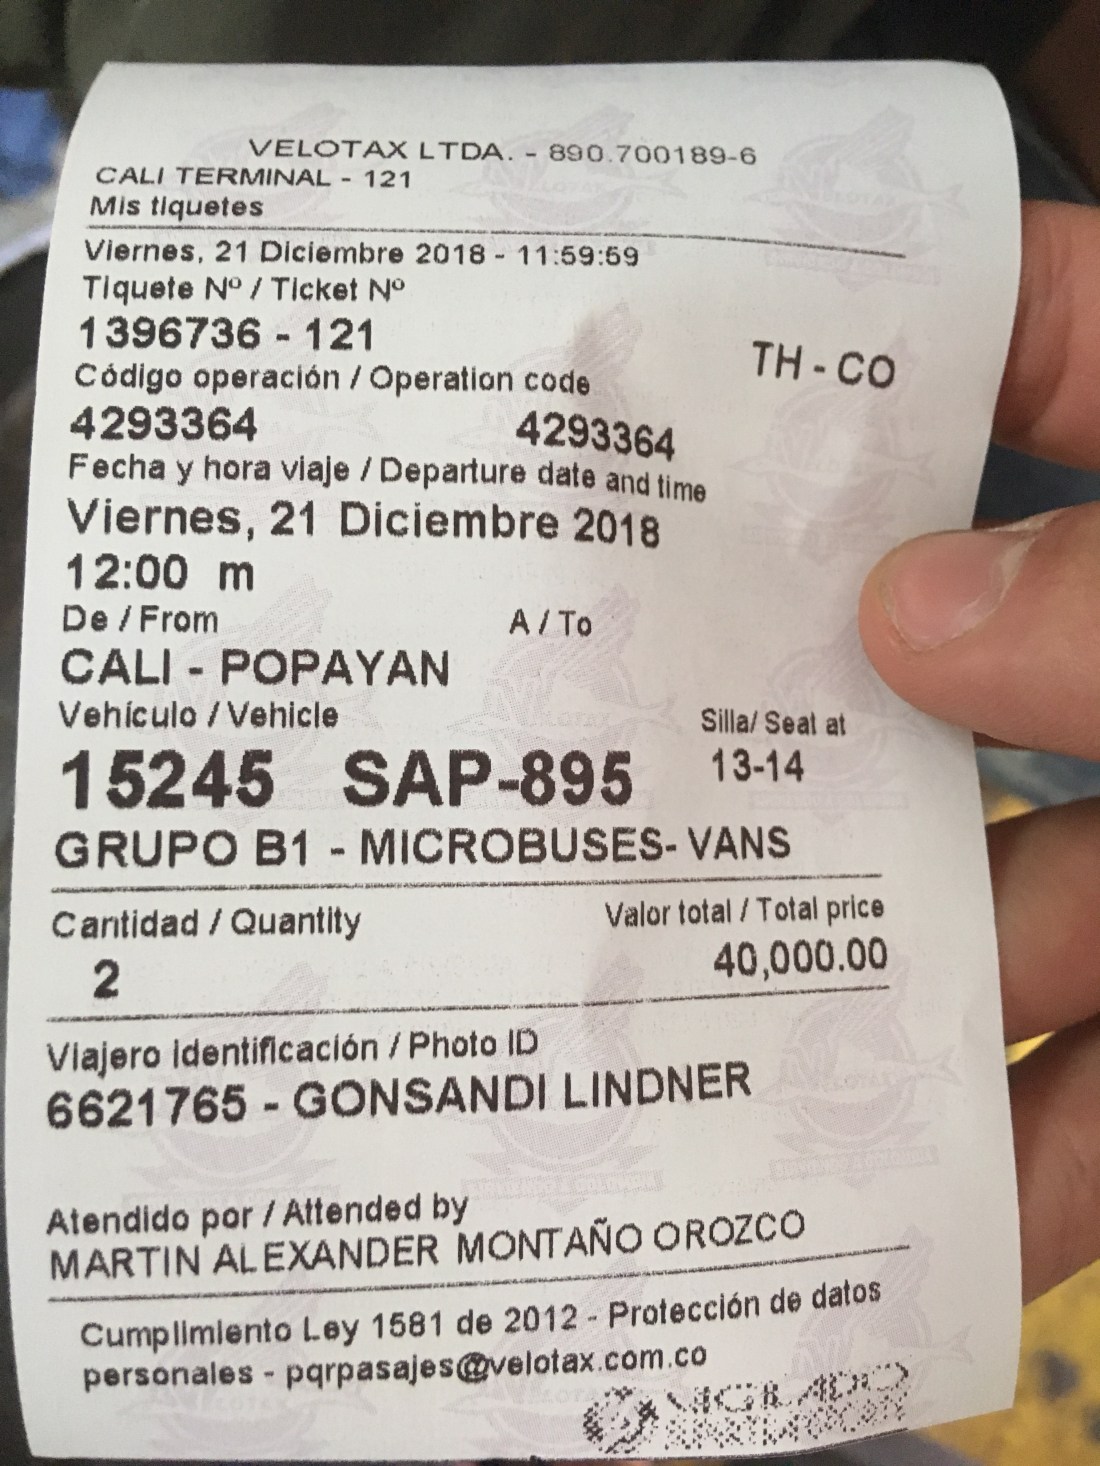 VELOTAX LTDA. - 890.700189-6
CALI TERMINAL - 121
Mis tiquetes
Viernes, 21 Diciembre 2018 - 11:59:59
Tiquete Nº / Ticket Nº
1396736 - 121
TH - CO
Código operación / Operation code
4293364 4293364
Fecha y hora viaje / Departure date and time
Viernes, 21 Diciembre 2018
12:00 m
De / From A / To
CALI - POPAYAN
Vehículo / Vehicle Silla/ Seat at
15245 SAP-895 13-14
GRUPO B1 - MICROBUSES- VANS
Cantidad / Quantity Valor total / Total price
2 40,000.00
Viajero identificación / Photo ID
6621765 - GONSANDI LINDNER
Atendido por / Attended by
MARTIN ALEXANDER MONTAÑO OROZCO
Cumplimiento Ley 1581 de 2012 - Protección de datos
personales - pqrpasajes@velotax.com.co
VIGILADO